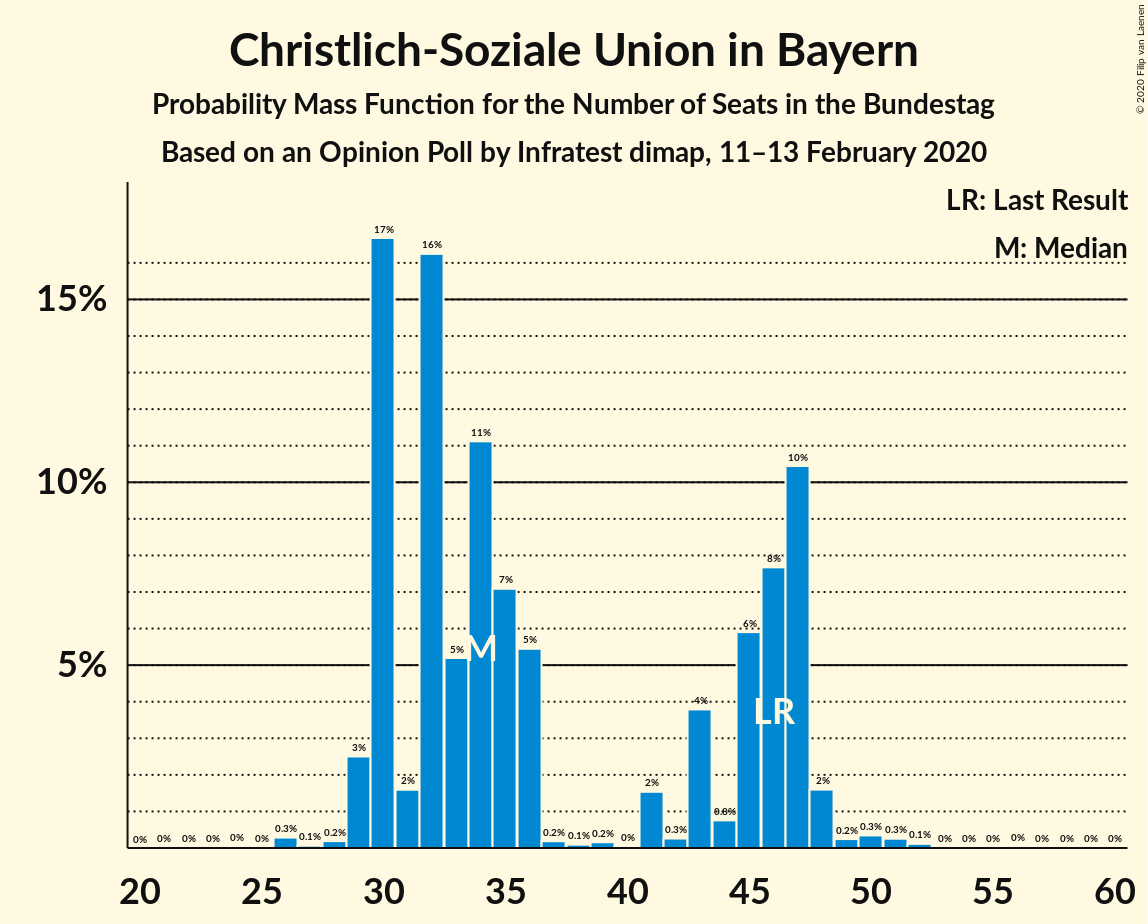 Christlich-Soziale Union in Bayern
Probability Mass Function for the Number of Seats in the Bundestag
Based on an Opinion Poll by Infratest dimap, 11–13 February 2020
© 2020 Filip van Laenen
LR: Last Result
M: Median
15%
10%
5%
0% 0% 0% 0% 0% 0% 0.3% 0.1% 0.2% 3% 17% 2% 16% 5% 11% 7% 5% 0.2% 0.1% 0.2% 0% 2% 0.3% 4% 0.8% 6% 8% 10% 2% 0.2% 0.3% 0.3% 0.1% 0% 0% 0% 0% 0% 0% 0% 0%
M
LR
20 25 30 35 40 45 50 55 60